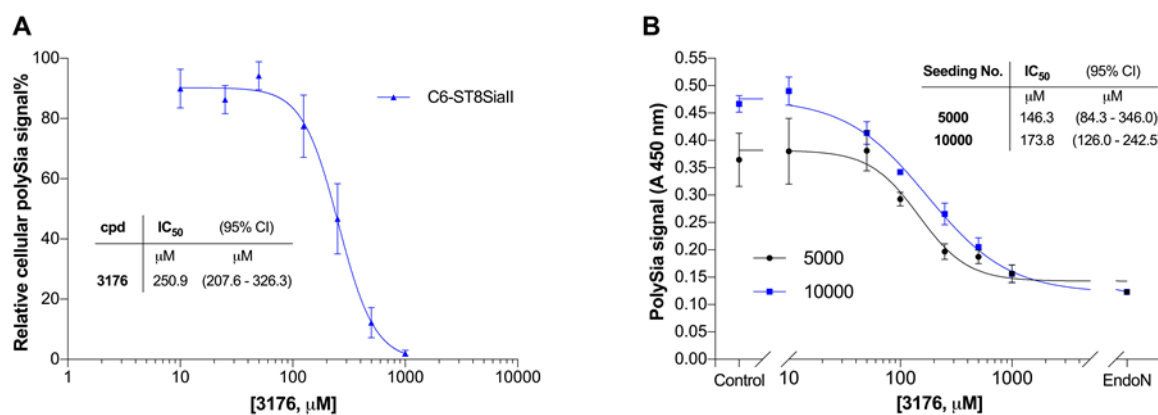 A
Relative cellular polySia signal%
100
80
60
40
20
0
1
10
100
1000
10000
[3176, µM]
C6-ST8SiaII
cpd IC50 (95% CI)
µM µM
3176 250.9 (207.6 - 326.3)
B
PolySia signal (A 450 nm)
0.55
0.50
0.45
0.40
0.35
0.30
0.25
0.20
0.15
0.10
0.05
0.00
Control
10
100
1000
EndoN
[3176, µM]
5000
10000
Seeding No. IC50 (95% CI)
µM µM
5000 146.3 (84.3 - 346.0)
10000 173.8 (126.0 - 242.5)